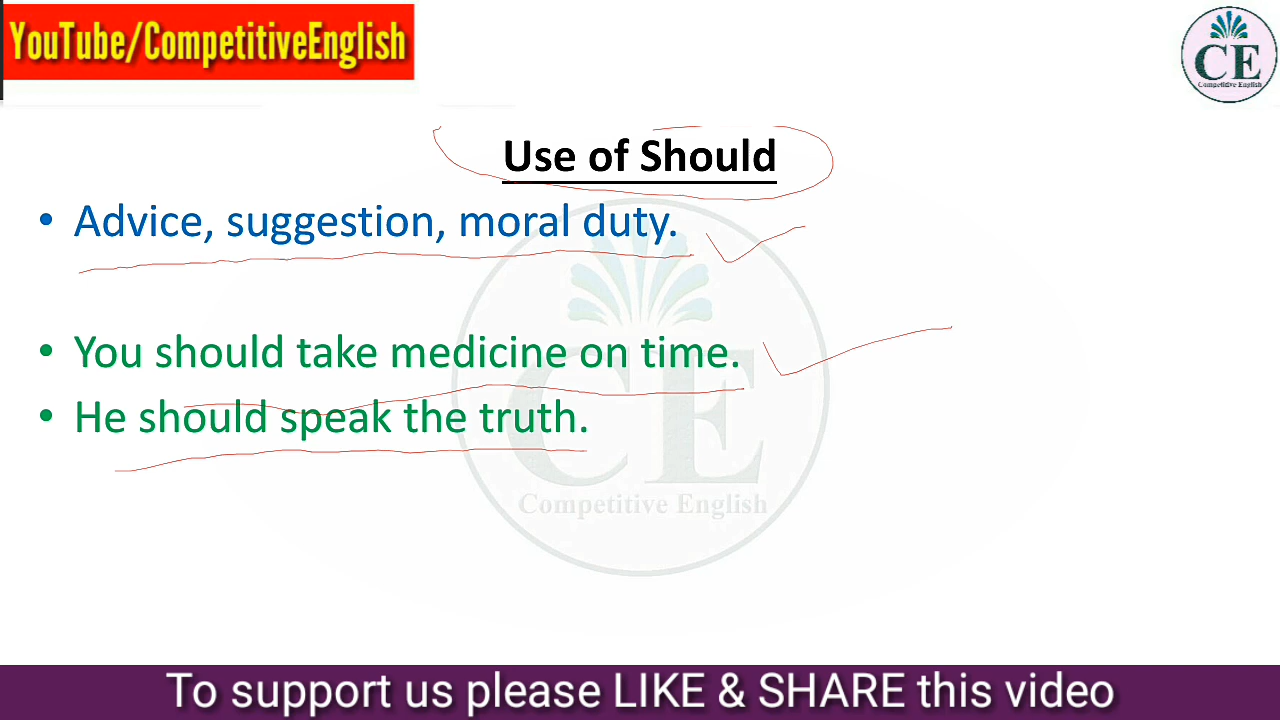 YouTube/CompetitiveEnglish
CE
Competitive English
Use of Should
• Advice, suggestion, moral duty.
• You should take medicine on time.
• He should speak the truth.
CE
Competitive English
To support us please LIKE & SHARE this video